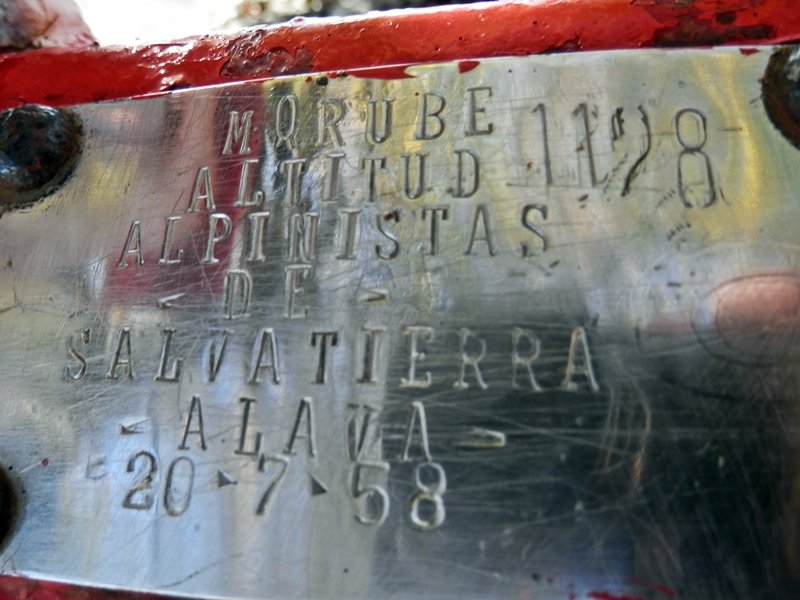 MORUBE
ALTITUD 1128
ALPINISTAS
- DE -
SALVATIERRA
- ALAVA -
20-7-58